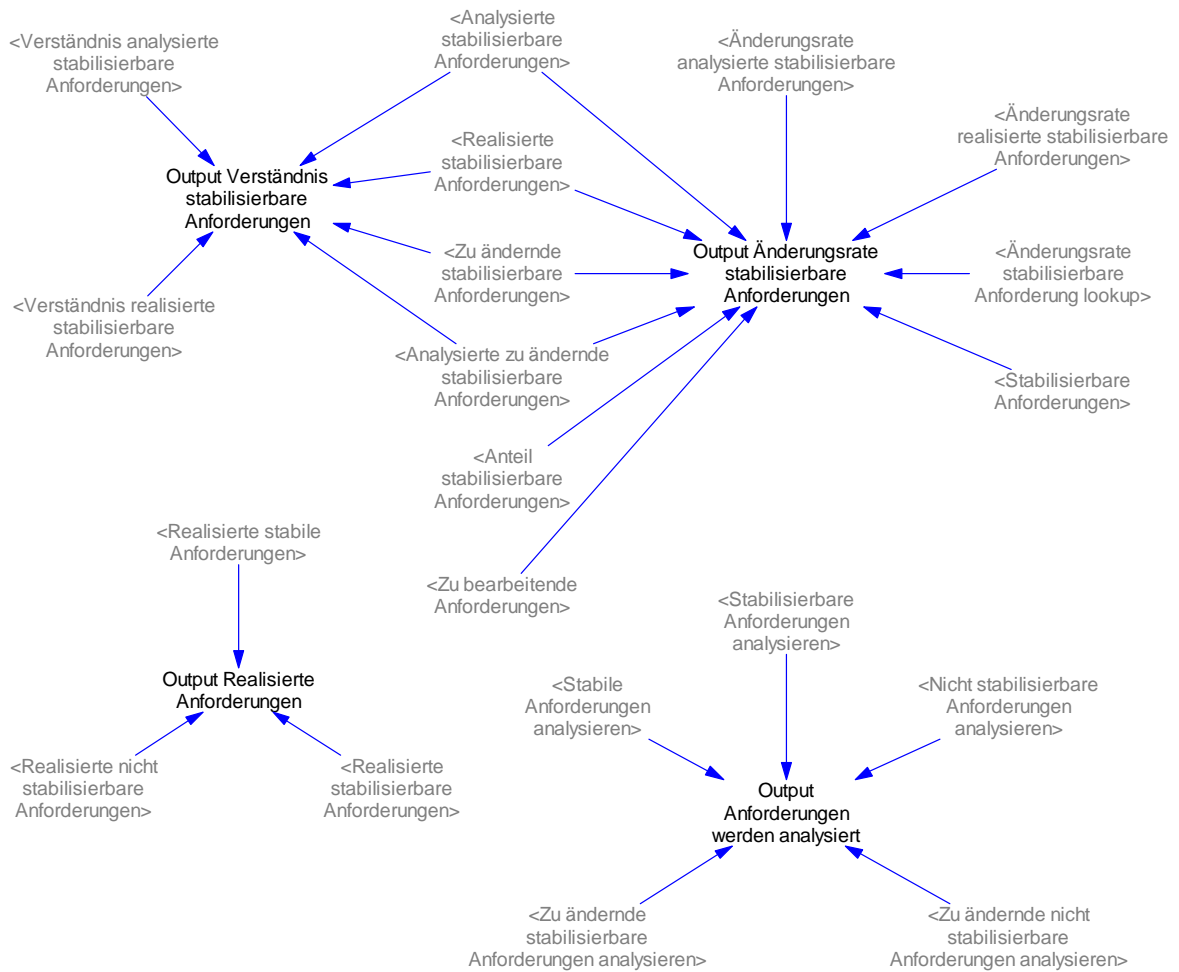 <Verständnis analysierte
stabilisierbare
Anforderungen>
<Analysierte
stabilisierbare
Anforderungen>
<Änderungsrate
analysierte stabilisierbare
Anforderungen>
<Änderungsrate
realisierte stabilisierbare
Anforderungen>
<Realisierte
stabilisierbare
Anforderungen>
Output Verständnis
stabilisierbare
Anforderungen
<Zu ändernde
stabilisierbare
Anforderungen>
Output Änderungsrate
stabilisierbare
Anforderungen
<Änderungsrate
stabilisierbare
Anforderung lookup>
<Verständnis realisierte
stabilisierbare
Anforderungen>
<Analysierte zu ändernde
stabilisierbare
Anforderungen>
<Stabilisierbare
Anforderungen>
<Anteil
stabilisierbare
Anforderungen>
<Zu bearbeitende
Anforderungen>
<Realisierte stabile
Anforderungen>
Output Realisierte
Anforderungen
<Realisierte nicht
stabilisierbare
Anforderungen>
<Realisierte
stabilisierbare
Anforderungen>
<Stabilisierbare
Anforderungen
analysieren>
<Stabile
Anforderungen
analysieren>
<Nicht stabilisierbare
Anforderungen
analysieren>
Output
Anforderungen
werden analysiert
<Zu ändernde
stabilisierbare
Anforderungen analysieren>
<Zu ändernde nicht
stabilisierbare
Anforderungen analysieren>